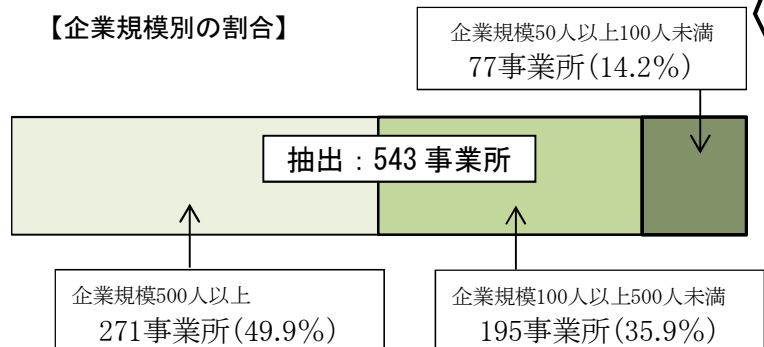 【企業規模別の割合】
企業規模50人以上100人未満
77事業所(14.2%)
抽出：543事業所
企業規模500人以上
271事業所(49.9%)
企業規模100人以上500人未満
195事業所(35.9%)